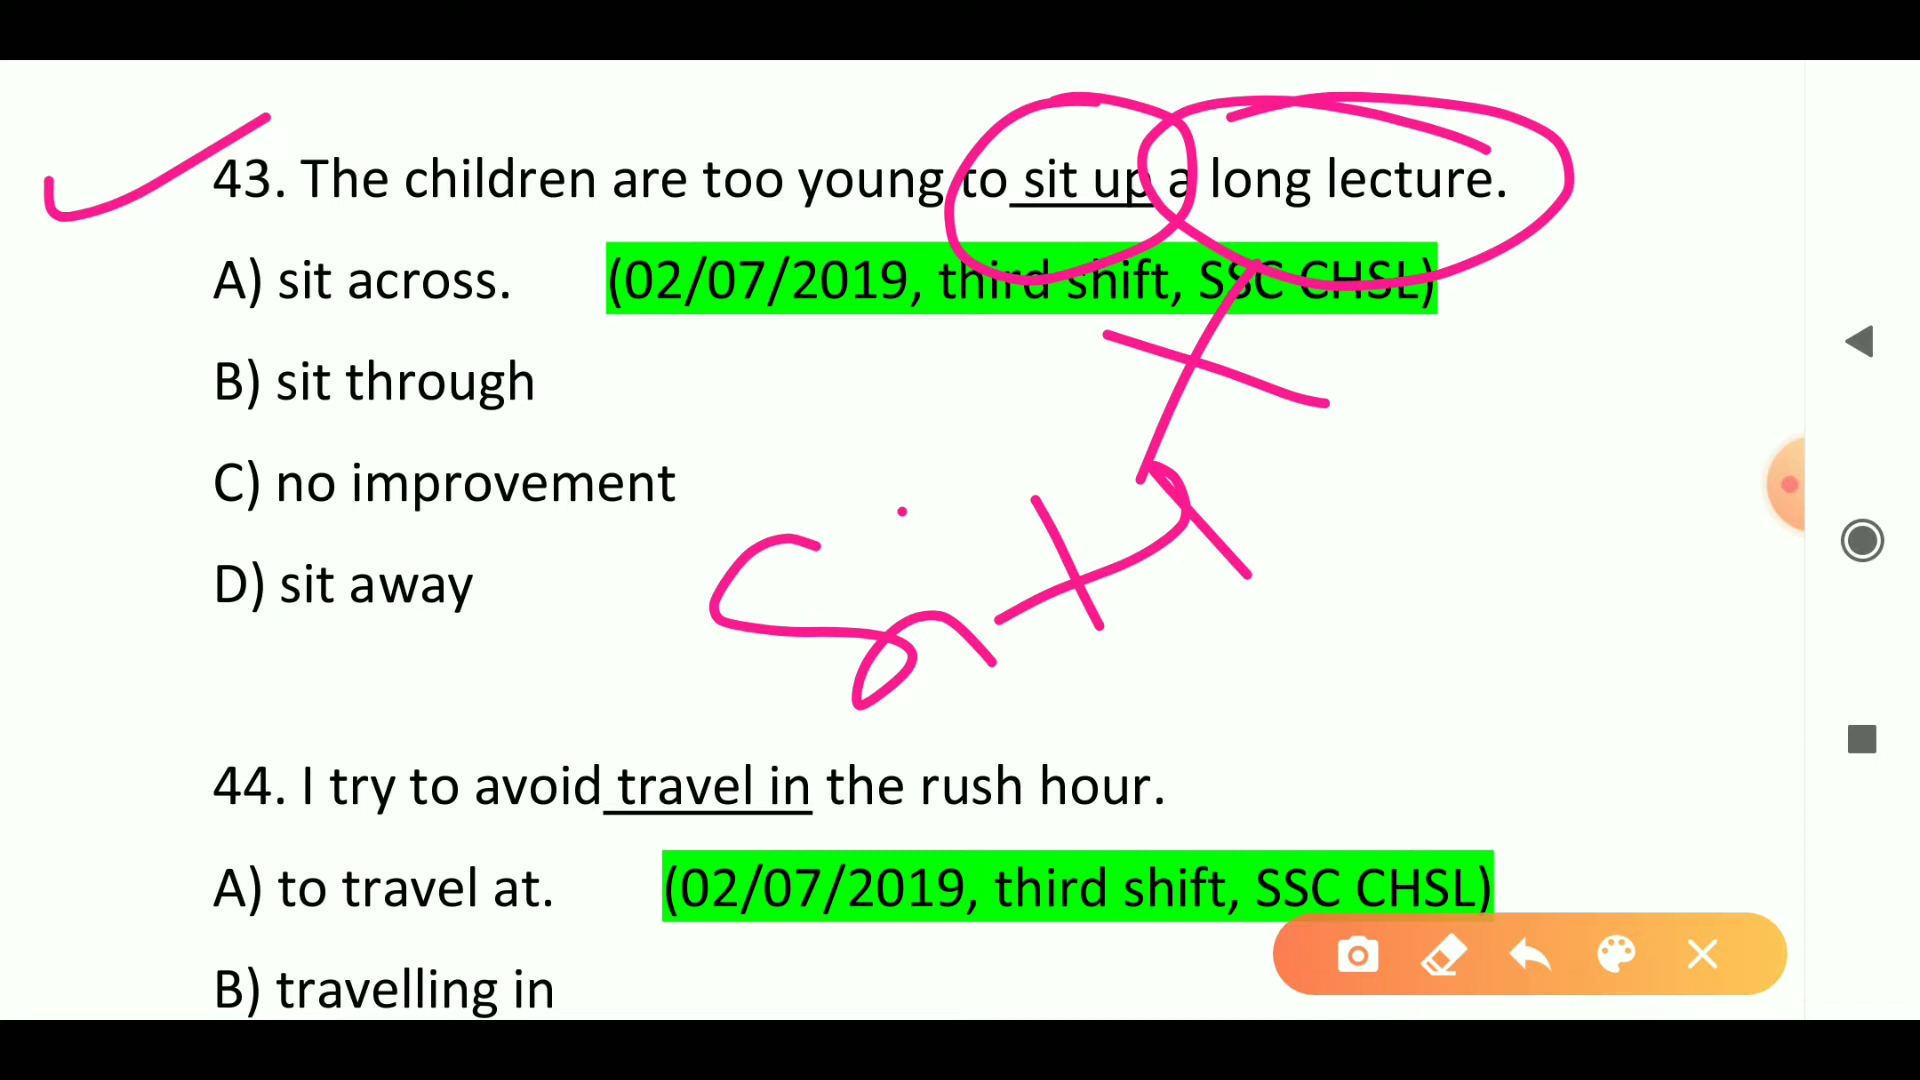 43. The children are too young to sit up a long lecture.
A) sit across. (02/07/2019, third shift, SSC CHSL)
B) sit through
C) no improvement
D) sit away
44. I try to avoid travel in the rush hour.
A) to travel at. (02/07/2019, third shift, SSC CHSL)
B) travelling in